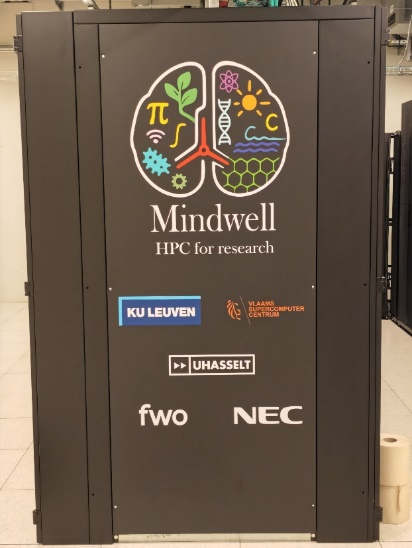 π
∫
C
Mindwell
HPC for research
KU LEUVEN
VLAAMS
SUPERCOMPUTER
CENTRUM
UHASSELT
fwo
NEC